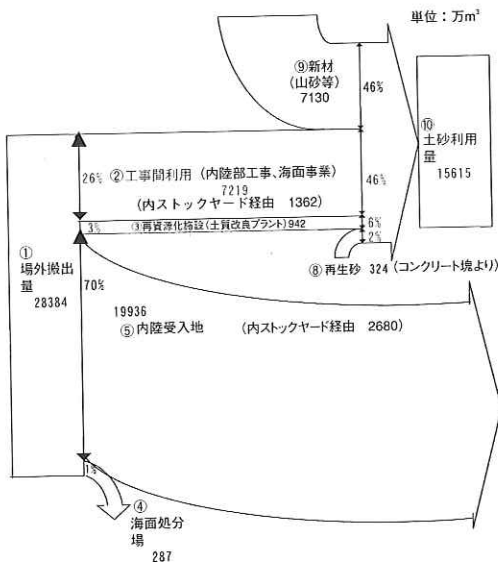 単位：万m³
⑨新材
(山砂等)
7130
46%
⑩
土砂利用
量
15615
26%
②工事間利用（内陸部工事、海面事業）
7219
(内ストックヤード経由　1362)
46%
3%
③再資源化施設(土質改良プラント)942
6%
2%
⑧再生砂 324 (コンクリート塊より)
①
場外搬出
量
28384
70%
19936
⑤内陸受入地　(内ストックヤード経由　2680)
1%
④
海面処分
場
287